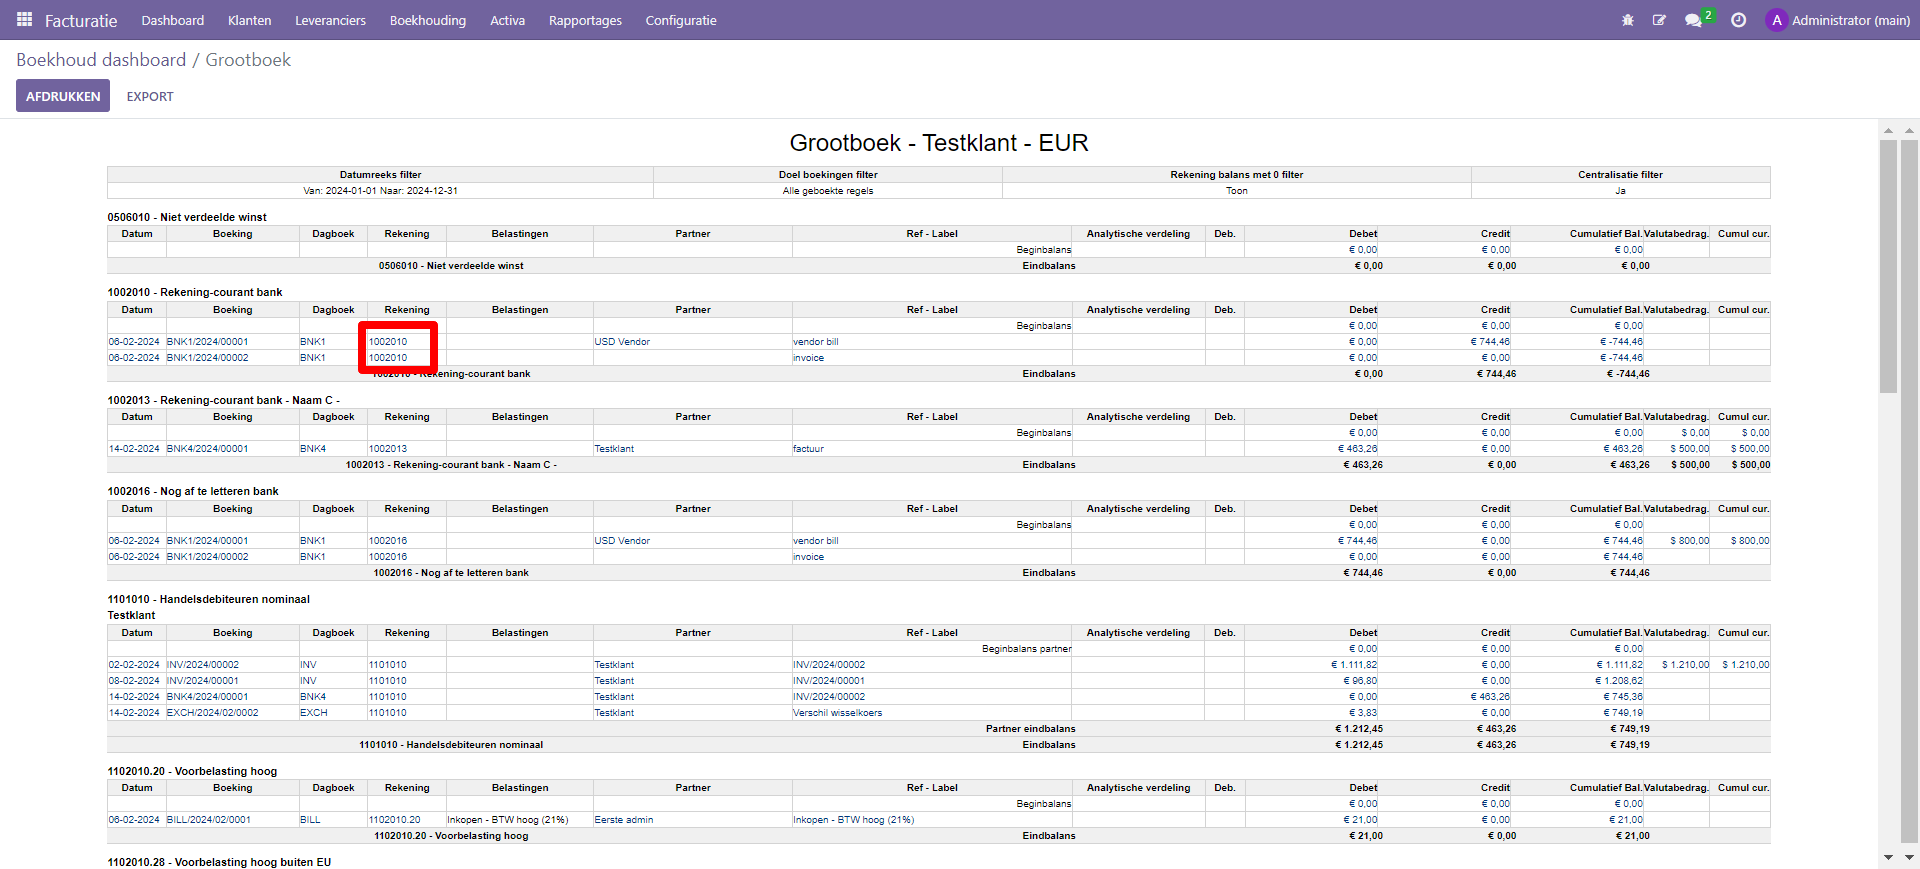 Facturatie Dashboard Klanten Leveranciers Boekhouding Activa Rapportages Configuratie 2 A Administrator (main)
Boekhoud dashboard / Grootboek
AFDRUKKEN EXPORT
Grootboek - Testklant - EUR
Datumreeks filter Doel boekingen filter Rekening balans met 0 filter Centralisatie filter
Van: 2024-01-01 Naar: 2024-12-31 Alle geboekte regels Toon Ja
0506010 - Niet verdeelde winst
Datum Boeking Dagboek Rekening Belastingen Partner Ref - Label Analytische verdeling Deb. Debet Credit Cumulatief Bal. Valutabedrag. Cumul cur.
Beginbalans € 0,00 € 0,00 € 0,00
0506010 - Niet verdeelde winst Eindbalans € 0,00 € 0,00 € 0,00
1002010 - Rekening-courant bank
Datum Boeking Dagboek Rekening Belastingen Partner Ref - Label Analytische verdeling Deb. Debet Credit Cumulatief Bal. Valutabedrag. Cumul cur.
Beginbalans € 0,00 € 0,00 € 0,00
06-02-2024 BNK1/2024/00001 BNK1 1002010 USD Vendor vendor bill € 0,00 € 744,46 € -744,46
06-02-2024 BNK1/2024/00002 BNK1 1002010 invoice € 0,00 € 0,00 € -744,46
1002010 - Rekening-courant bank Eindbalans € 0,00 € 744,46 € -744,46
1002013 - Rekening-courant bank - Naam C -
Datum Boeking Dagboek Rekening Belastingen Partner Ref - Label Analytische verdeling Deb. Debet Credit Cumulatief Bal. Valutabedrag. Cumul cur.
Beginbalans € 0,00 € 0,00 € 0,00 $ 0,00 $ 0,00
14-02-2024 BNK4/2024/00001 BNK4 1002013 Testklant factuur € 463,26 € 0,00 € 463,26 $ 500,00 $ 500,00
1002013 - Rekening-courant bank - Naam C - Eindbalans € 463,26 € 0,00 € 463,26 $ 500,00 $ 500,00
1002016 - Nog af te letteren bank
Datum Boeking Dagboek Rekening Belastingen Partner Ref - Label Analytische verdeling Deb. Debet Credit Cumulatief Bal. Valutabedrag. Cumul cur.
Beginbalans € 0,00 € 0,00 € 0,00
06-02-2024 BNK1/2024/00001 BNK1 1002016 USD Vendor vendor bill € 744,46 € 0,00 € 744,46 $ 800,00 $ 800,00
06-02-2024 BNK1/2024/00002 BNK1 1002016 invoice € 0,00 € 0,00 € 744,46
1002016 - Nog af te letteren bank Eindbalans € 744,46 € 0,00 € 744,46
1101010 - Handelsdebiteuren nominaal
Testklant
Datum Boeking Dagboek Rekening Belastingen Partner Ref - Label Analytische verdeling Deb. Debet Credit Cumulatief Bal. Valutabedrag. Cumul cur.
Beginbalans partner € 0,00 € 0,00 € 0,00
02-02-2024 INV/2024/00002 INV 1101010 Testklant INV/2024/00002 € 1.111,82 € 0,00 € 1.111,82 $ 1.210,00 $ 1.210,00
08-02-2024 INV/2024/00001 INV 1101010 Testklant INV/2024/00001 € 96,80 € 0,00 € 1.208,62
14-02-2024 BNK4/2024/00001 BNK4 1101010 Testklant INV/2024/00002 € 0,00 € 463,26 € 745,36
14-02-2024 EXCH/2024/02/0002 EXCH 1101010 Testklant Verschil wisselkoers € 3,83 € 0,00 € 749,19
Partner eindbalans € 1.212,45 € 463,26 € 749,19
1101010 - Handelsdebiteuren nominaal Eindbalans € 1.212,45 € 463,26 € 749,19
1102010.20 - Voorbelasting hoog
Datum Boeking Dagboek Rekening Belastingen Partner Ref - Label Analytische verdeling Deb. Debet Credit Cumulatief Bal. Valutabedrag. Cumul cur.
Beginbalans € 0,00 € 0,00 € 0,00
06-02-2024 BILL/2024/02/0001 BILL 1102010.20 Inkopen - BTW hoog (21%) Eerste admin Inkopen - BTW hoog (21%) € 21,00 € 0,00 € 21,00
1102010.20 - Voorbelasting hoog Eindbalans € 21,00 € 0,00 € 21,00
1102010.28 - Voorbelasting hoog buiten EU